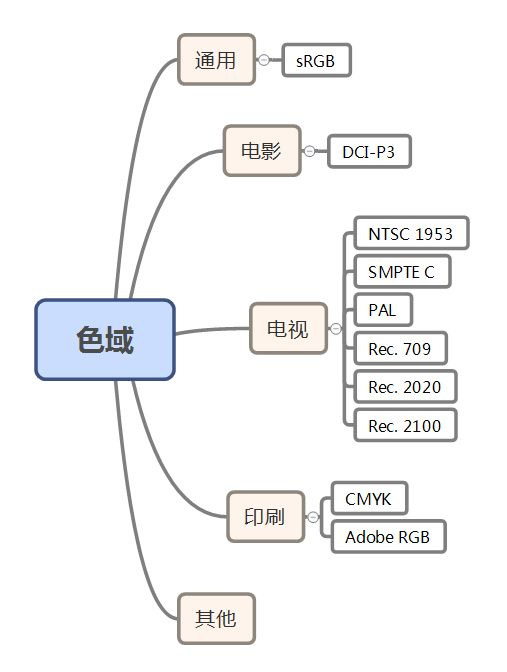 通用
sRGB
电影
DCI-P3
NTSC 1953
SMPTE C
PAL
色域
电视
Rec. 709
Rec. 2020
Rec. 2100
CMYK
印刷
Adobe RGB
其他